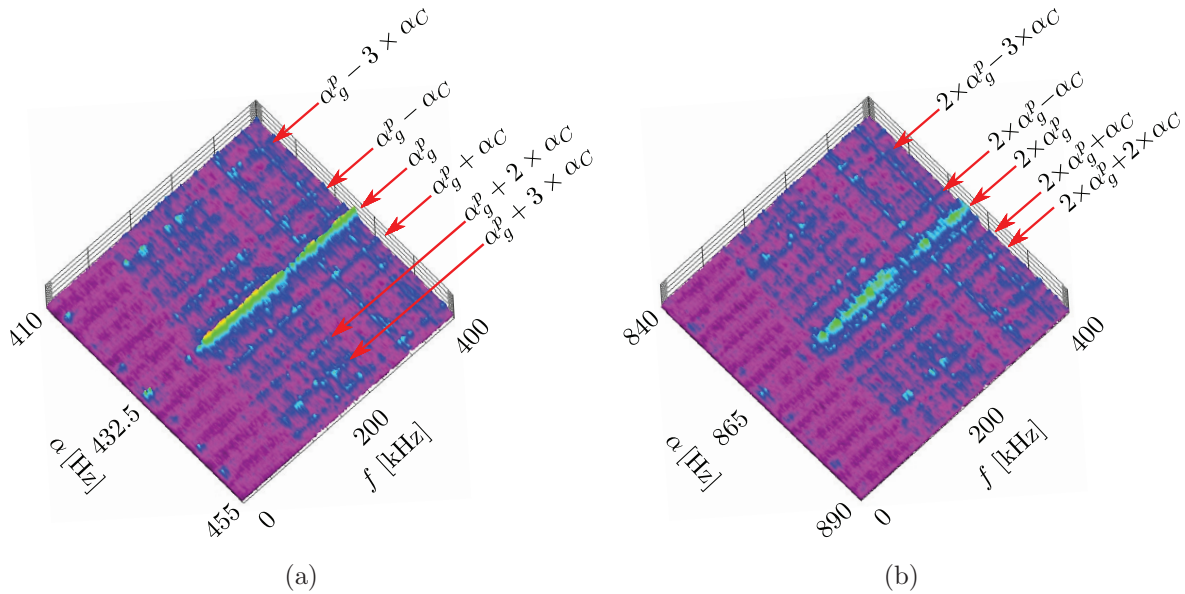 α_g^p − 3 × α_C
α_g^p − α_C
α_g^p
α_g^p + α_C
α_g^p + 2 × α_C
α_g^p + 3 × α_C
410
432.5
455
α [Hz]
0
200
400
f [kHz]
(a)
2×α_g^p−3×α_C
2×α_g^p−α_C
2×α_g^p
2×α_g^p+α_C
2×α_g^p+2×α_C
840
865
890
α [Hz]
0
200
400
f [kHz]
(b)